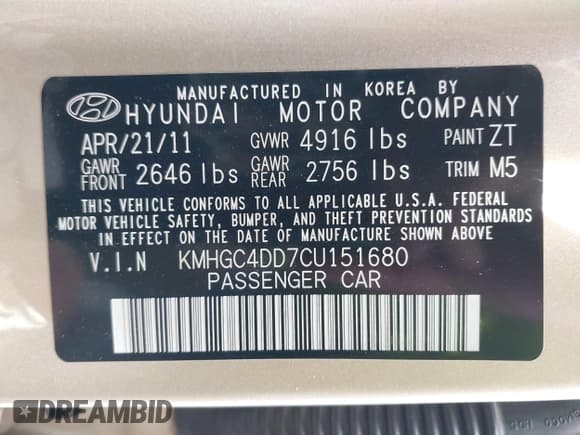 MANUFACTURED IN KOREA BY
HYUNDAI MOTOR COMPANY
APR/21/11 GVWR 4916 lbs PAINT ZT
GAWR FRONT 2646 lbs GAWR REAR 2756 lbs TRIM M5
THIS VEHICLE CONFORMS TO ALL APPLICABLE U.S.A. FEDERAL
MOTOR VEHICLE SAFETY, BUMPER, AND THEFT PREVENTION STANDARDS
IN EFFECT ON THE DATE OF MANUFACTURE SHOWN ABOVE.
V.I.N KMHGC4DD7CU151680
PASSENGER CAR
DREAMBID